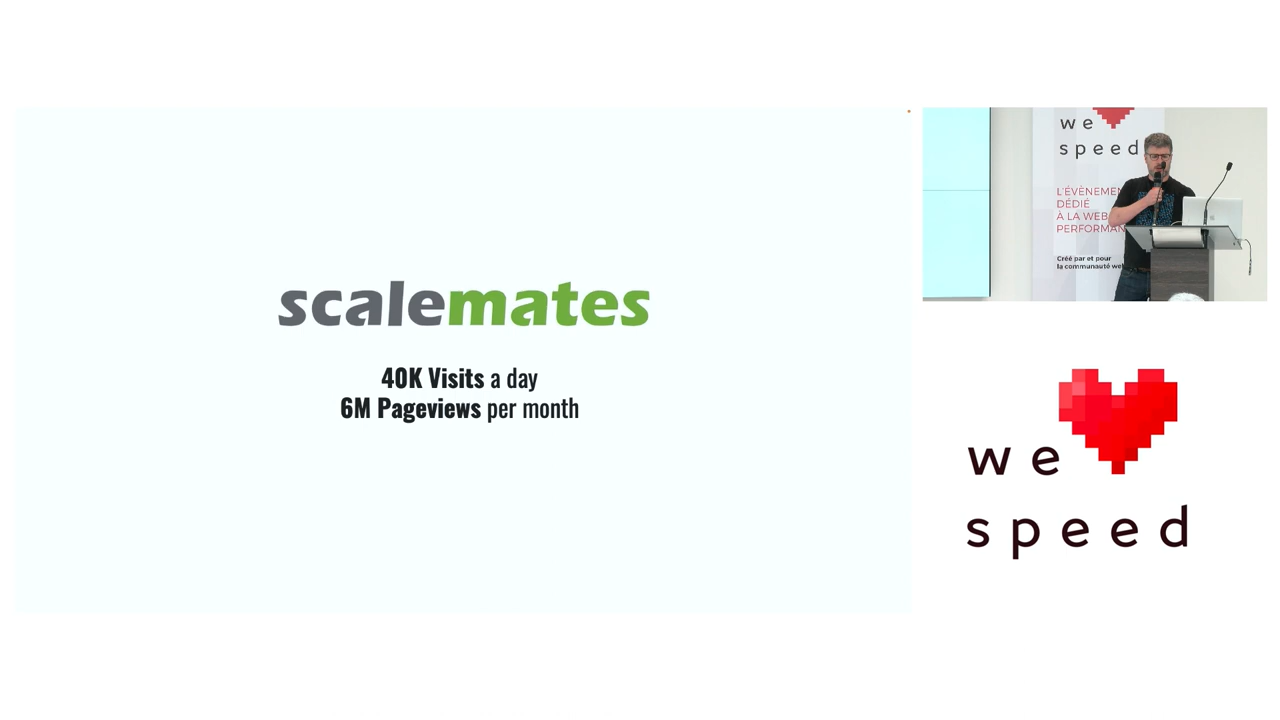 scalemates
40K Visits a day
6M Pageviews per month
we
speed
L'ÉVÈNEMEN
DÉDIÉ
À LA WEB
PERFORMAN
Créé par et pour
la communauté web
we
speed